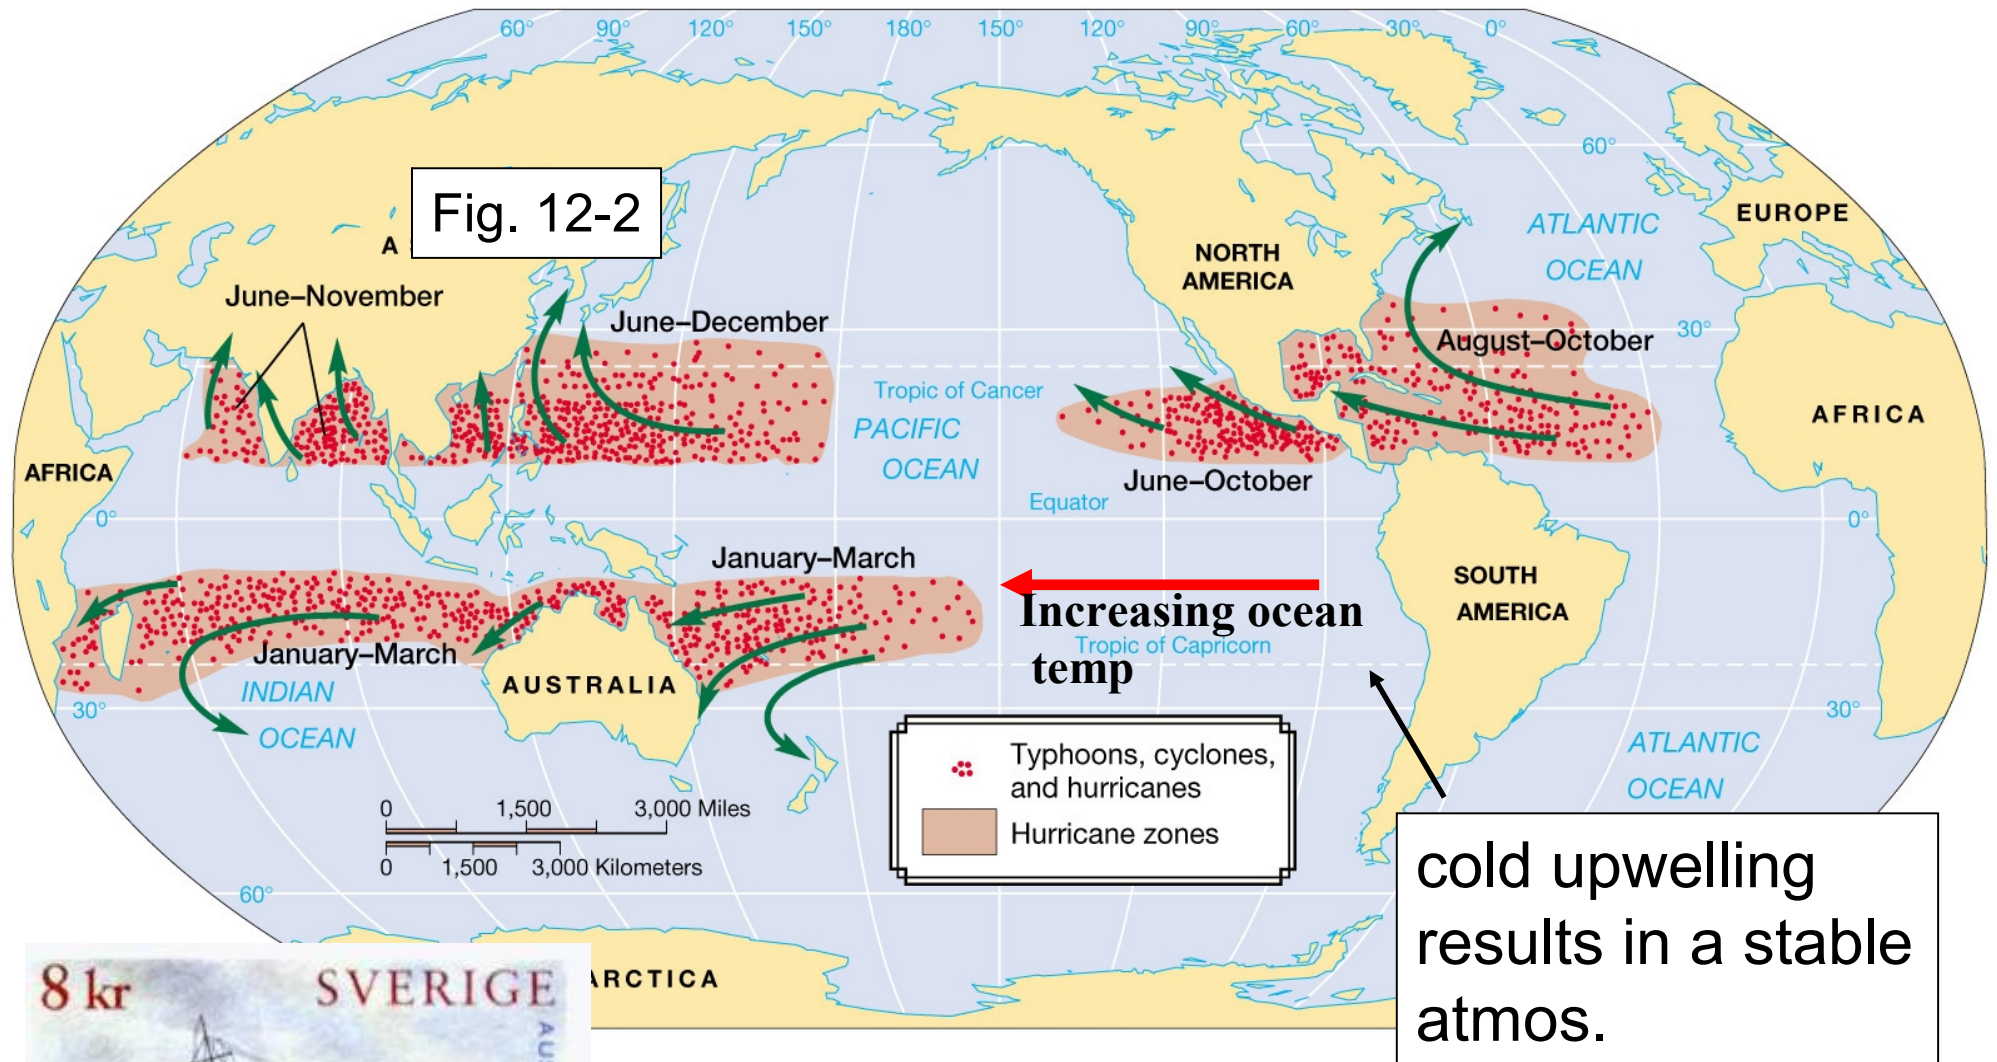 60°
90°
120°
150°
180°
150°
120°
90°
60°
30°
0°
60°
Fig. 12-2
A
EUROPE
ATLANTIC
OCEAN
NORTH
AMERICA
June–November
June–December
30°
August–October
Tropic of Cancer
PACIFIC
OCEAN
AFRICA
AFRICA
June–October
Equator
0°
0°
January–March
Increasing ocean
temp
Tropic of Capricorn
SOUTH
AMERICA
January–March
INDIAN
OCEAN
AUSTRALIA
30°
30°
ATLANTIC
OCEAN
Typhoons, cyclones,
and hurricanes
Hurricane zones
0 1,500 3,000 Miles
0 1,500 3,000 Kilometers
60°
cold upwelling
results in a stable
atmos.
ARCTICA
8 kr SVERIGE